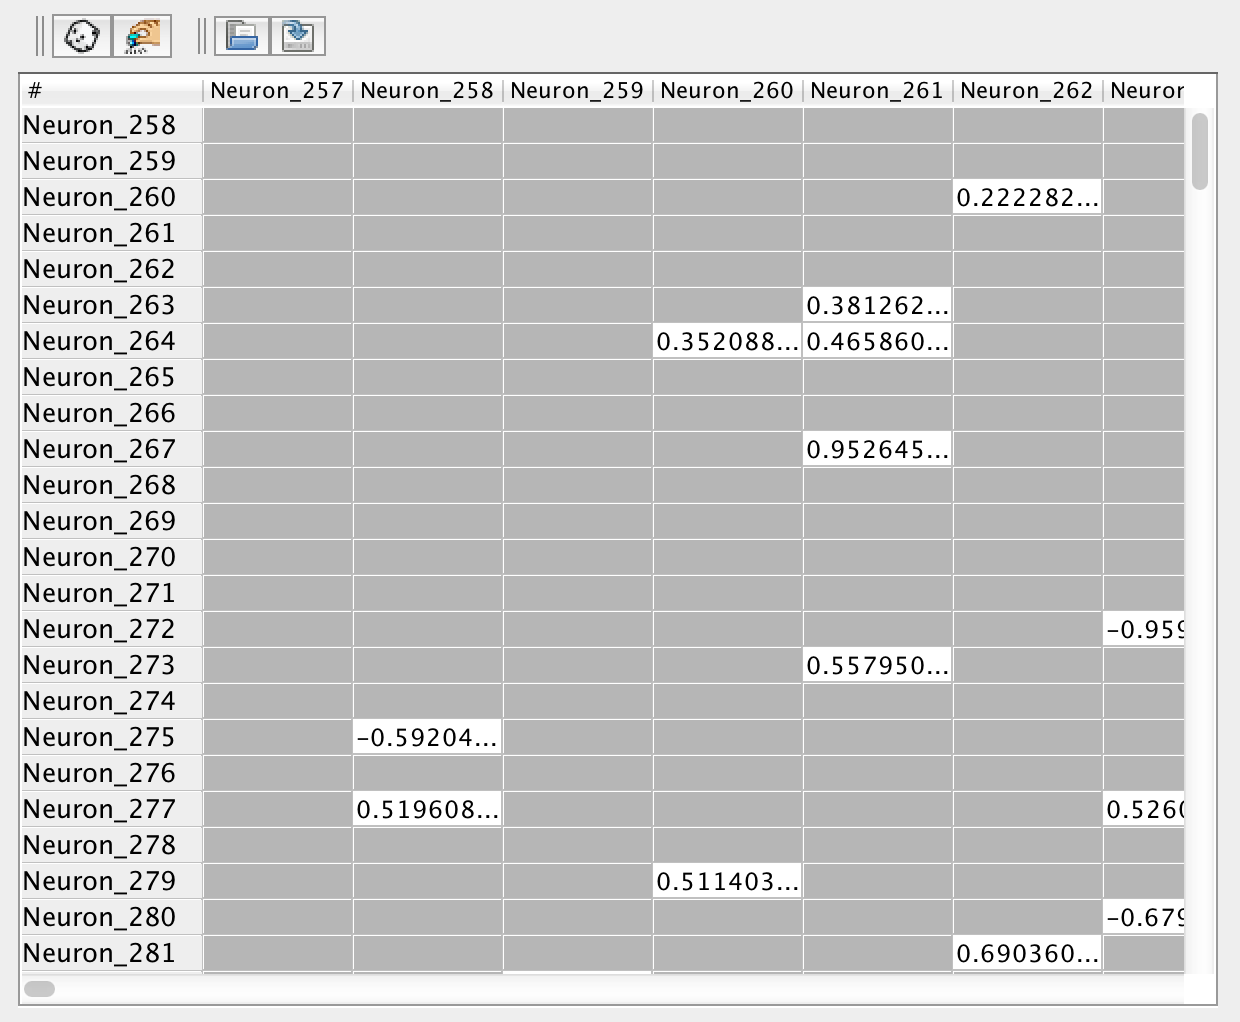 # Neuron_257 Neuron_258 Neuron_259 Neuron_260 Neuron_261 Neuron_262 Neuror
Neuron_258
Neuron_259
Neuron_260 0.222282...
Neuron_261
Neuron_262
Neuron_263 0.381262...
Neuron_264 0.352088... 0.465860...
Neuron_265
Neuron_266
Neuron_267 0.952645...
Neuron_268
Neuron_269
Neuron_270
Neuron_271
Neuron_272 -0.959
Neuron_273 0.557950...
Neuron_274
Neuron_275 -0.59204...
Neuron_276
Neuron_277 0.519608... 0.5260
Neuron_278
Neuron_279 0.511403...
Neuron_280 -0.679
Neuron_281 0.690360...